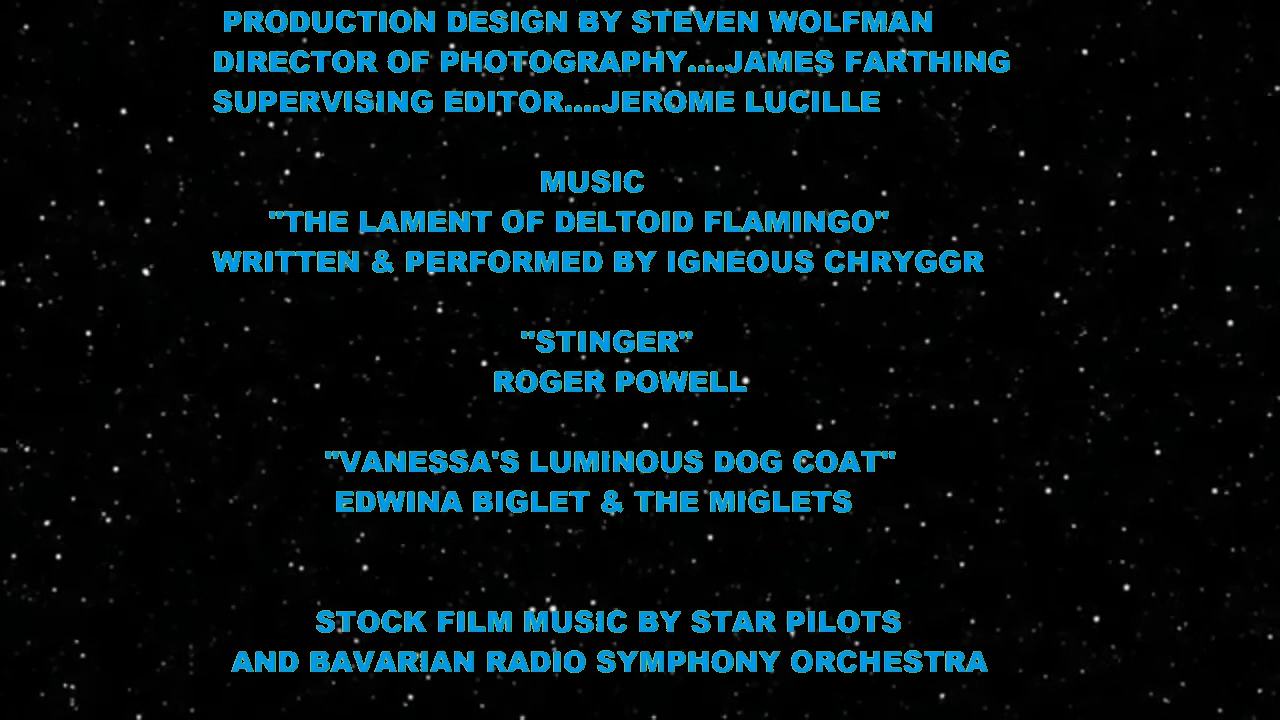 PRODUCTION DESIGN BY STEVEN WOLFMAN
DIRECTOR OF PHOTOGRAPHY....JAMES FARTHING
SUPERVISING EDITOR....JEROME LUCILLE
MUSIC
"THE LAMENT OF DELTOID FLAMINGO"
WRITTEN & PERFORMED BY IGNEOUS CHRYGGR
"STINGER"
ROGER POWELL
"VANESSA'S LUMINOUS DOG COAT"
EDWINA BIGLET & THE MIGLETS
STOCK FILM MUSIC BY STAR PILOTS
AND BAVARIAN RADIO SYMPHONY ORCHESTRA